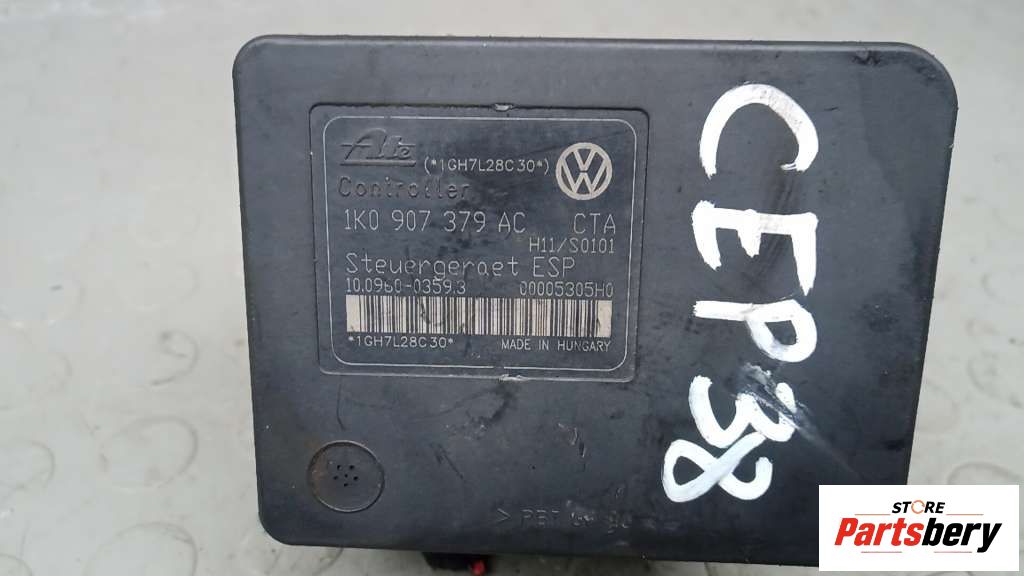 Ate (*1GH7L28C30*)
Controller
1K0 907 379 AC CTA
H11/S0101
Steuergeraet ESP
10.0960-0359.3 00005305H0
*1GH7L28C30* MADE IN HUNGARY
CEP38
STORE
Partsbery